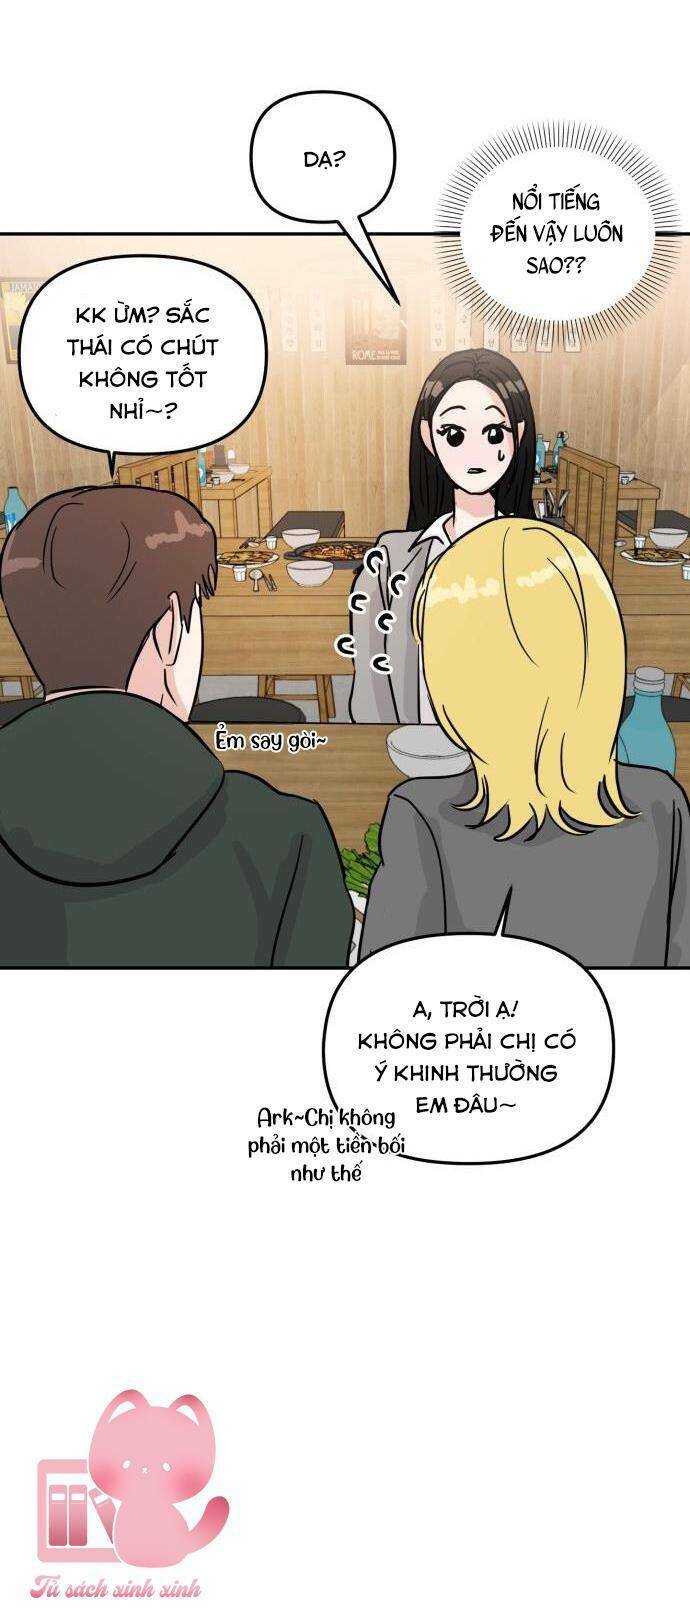 DẠ?
NỔI TIẾNG
ĐẾN VẬY LUÔN
SAO??
KK ỪM? SẮC
THÁI CÓ CHÚT
KHÔNG TỐT
NHỈ~?
ROME
Ẻm say gòi~
A, TRỜI Ạ!
KHÔNG PHẢI CHỊ CÓ
Ý KHINH THƯỜNG
EM ĐÂU~
Ark~Chị không
phải một tiền bối
như thế
Tủ sách xinh xinh